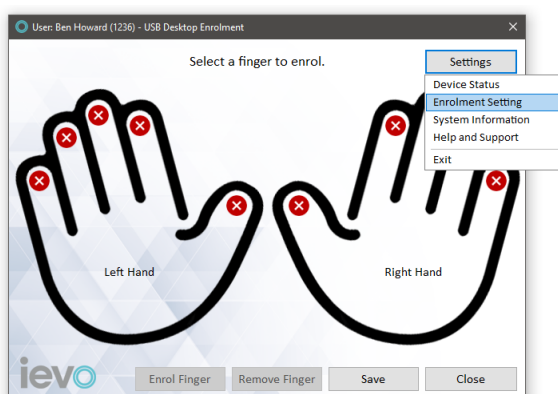 User: Ben Howard (1236) - USB Desktop Enrolment
Select a finger to enrol.
Settings
Device Status
Enrolment Setting
System Information
Help and Support
Exit
Left Hand
Right Hand
ievo
Enrol Finger
Remove Finger
Save
Close